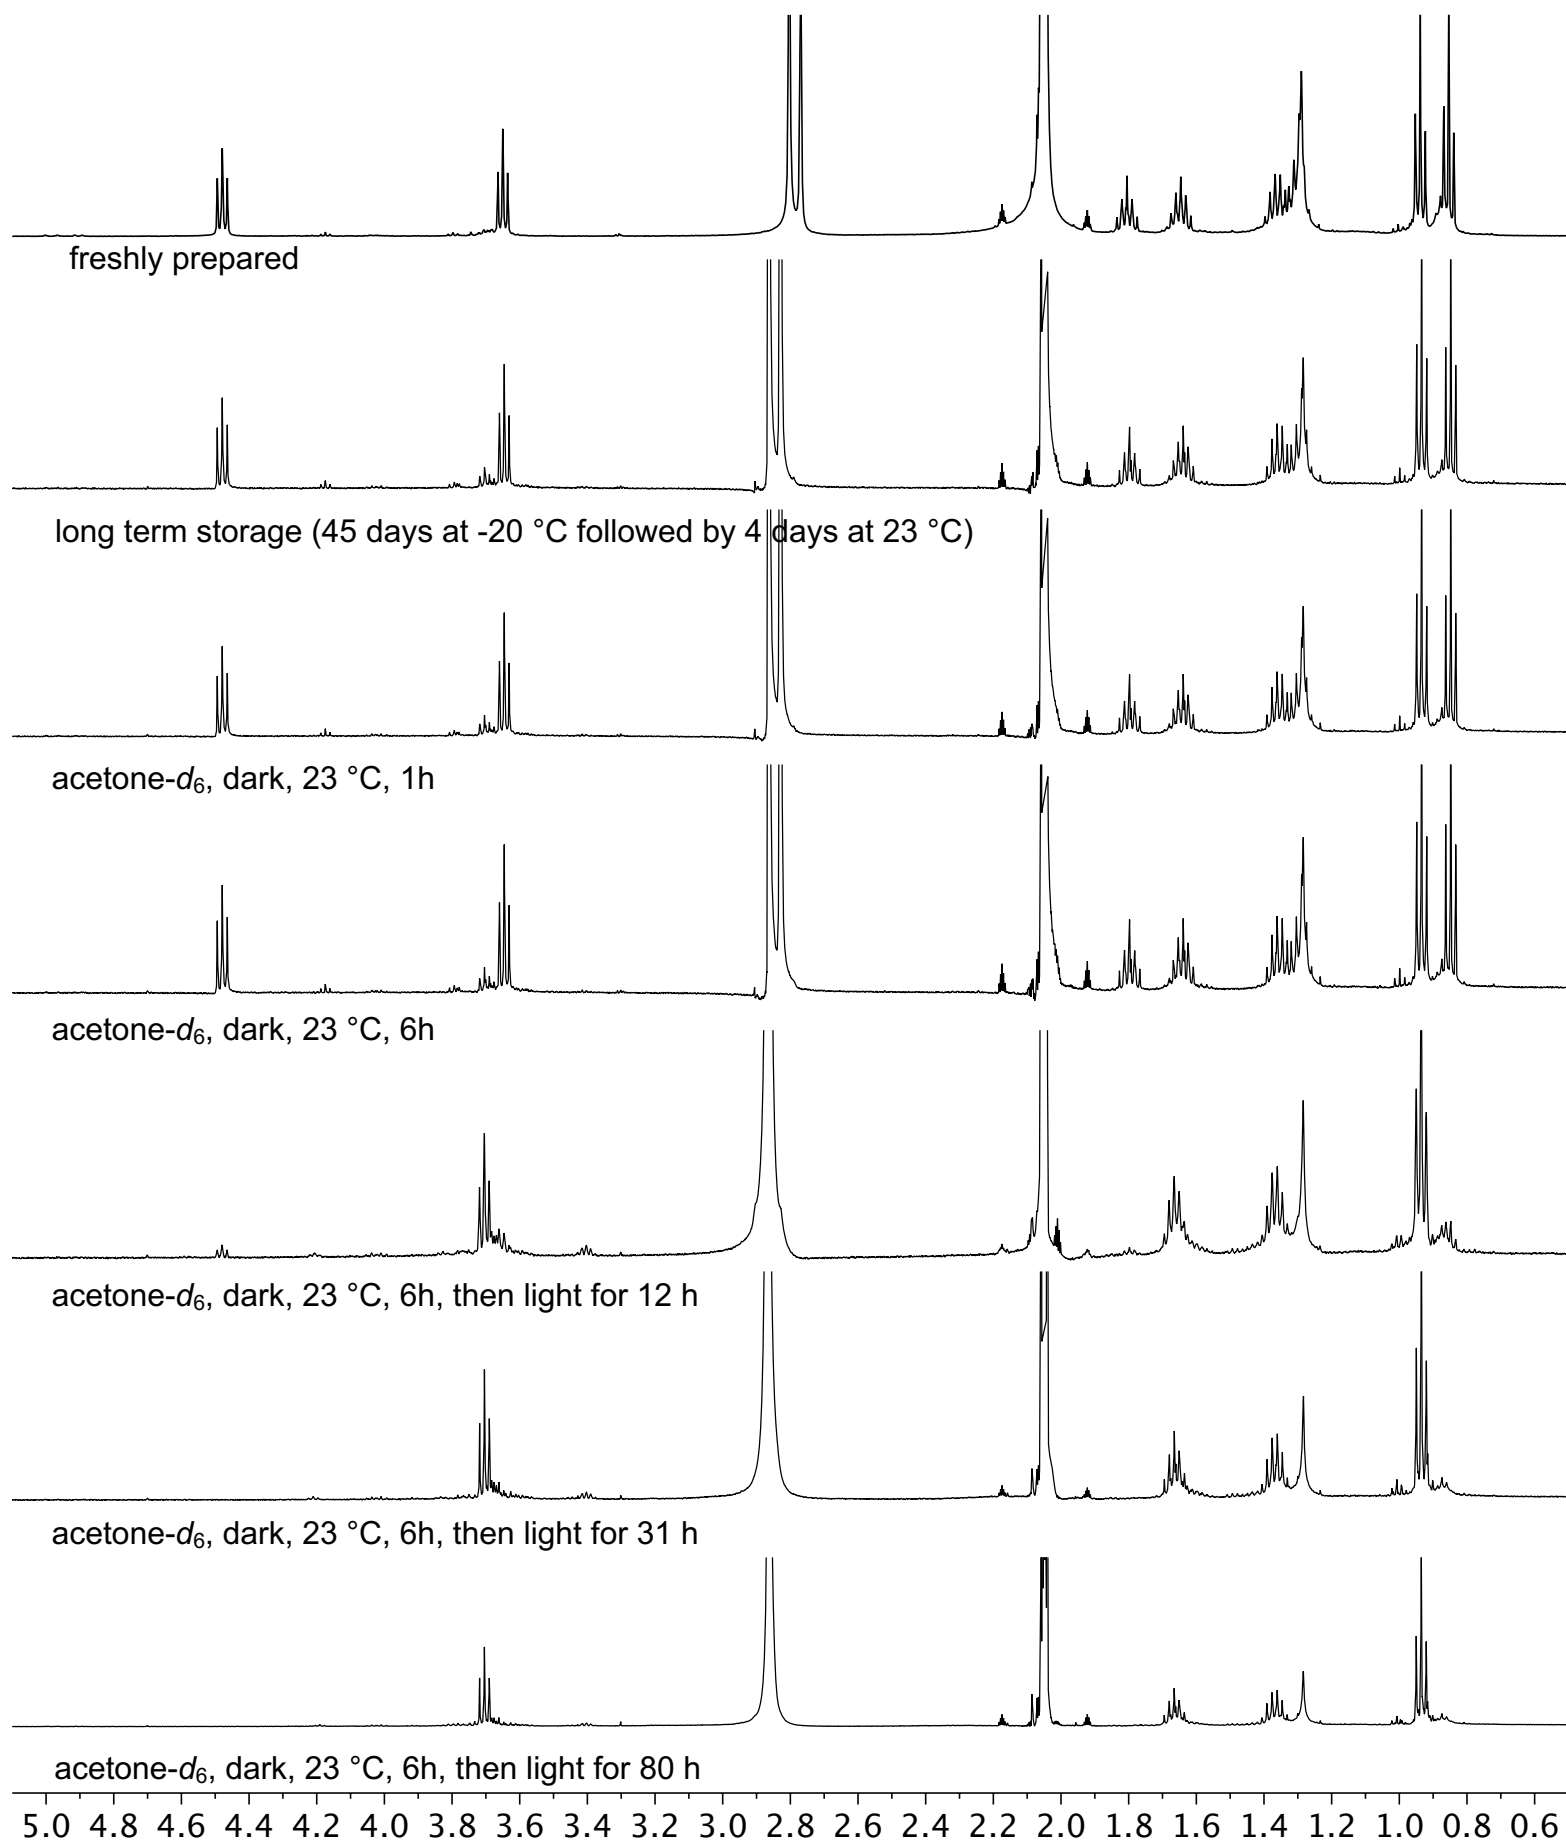 freshly prepared
long term storage (45 days at -20 °C followed by 4 days at 23 °C)
acetone-d₆, dark, 23 °C, 1h
acetone-d₆, dark, 23 °C, 6h
acetone-d₆, dark, 23 °C, 6h, then light for 12 h
acetone-d₆, dark, 23 °C, 6h, then light for 31 h
acetone-d₆, dark, 23 °C, 6h, then light for 80 h
5.0 4.8 4.6 4.4 4.2 4.0 3.8 3.6 3.4 3.2 3.0 2.8 2.6 2.4 2.2 2.0 1.8 1.6 1.4 1.2 1.0 0.8 0.6